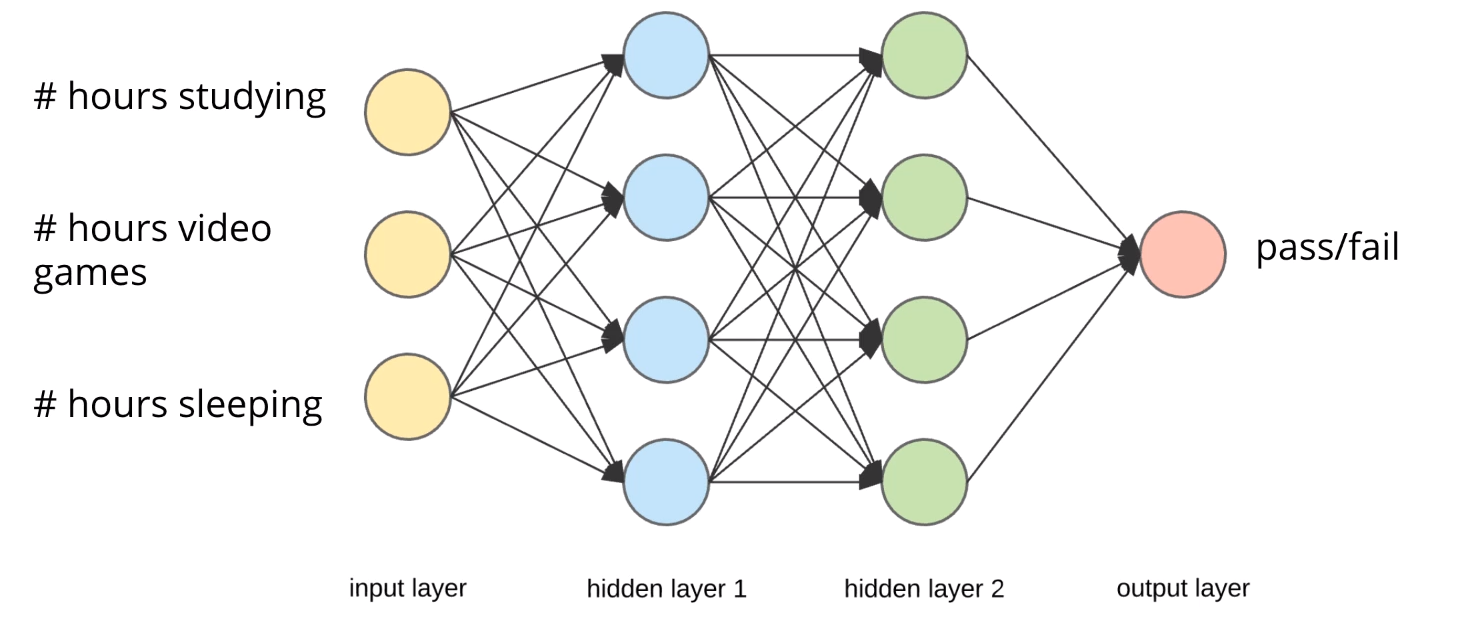 # hours studying
# hours video
games
# hours sleeping
pass/fail
input layer
hidden layer 1
hidden layer 2
output layer